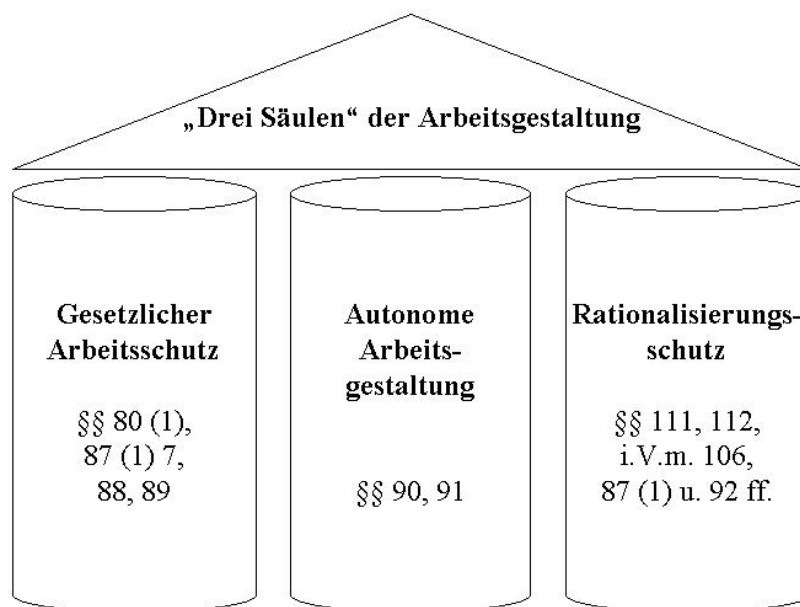 „Drei Säulen“ der Arbeitsgestaltung
Gesetzlicher
Arbeitsschutz
§§ 80 (1),
87 (1) 7,
88, 89
Autonome
Arbeits-
gestaltung
§§ 90, 91
Rationalisierungs-
schutz
§§ 111, 112,
i.V.m. 106,
87 (1) u. 92 ff.